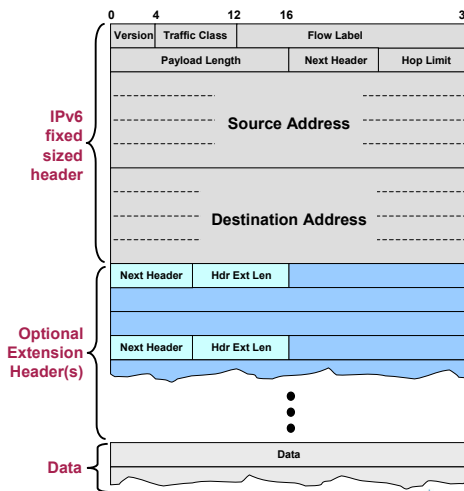 0 4 12 16 3
Version Traffic Class Flow Label
Payload Length Next Header Hop Limit
IPv6
fixed
sized
header
Source Address
Destination Address
Next Header Hdr Ext Len
Optional
Extension
Header(s)
Next Header Hdr Ext Len
Data
Data